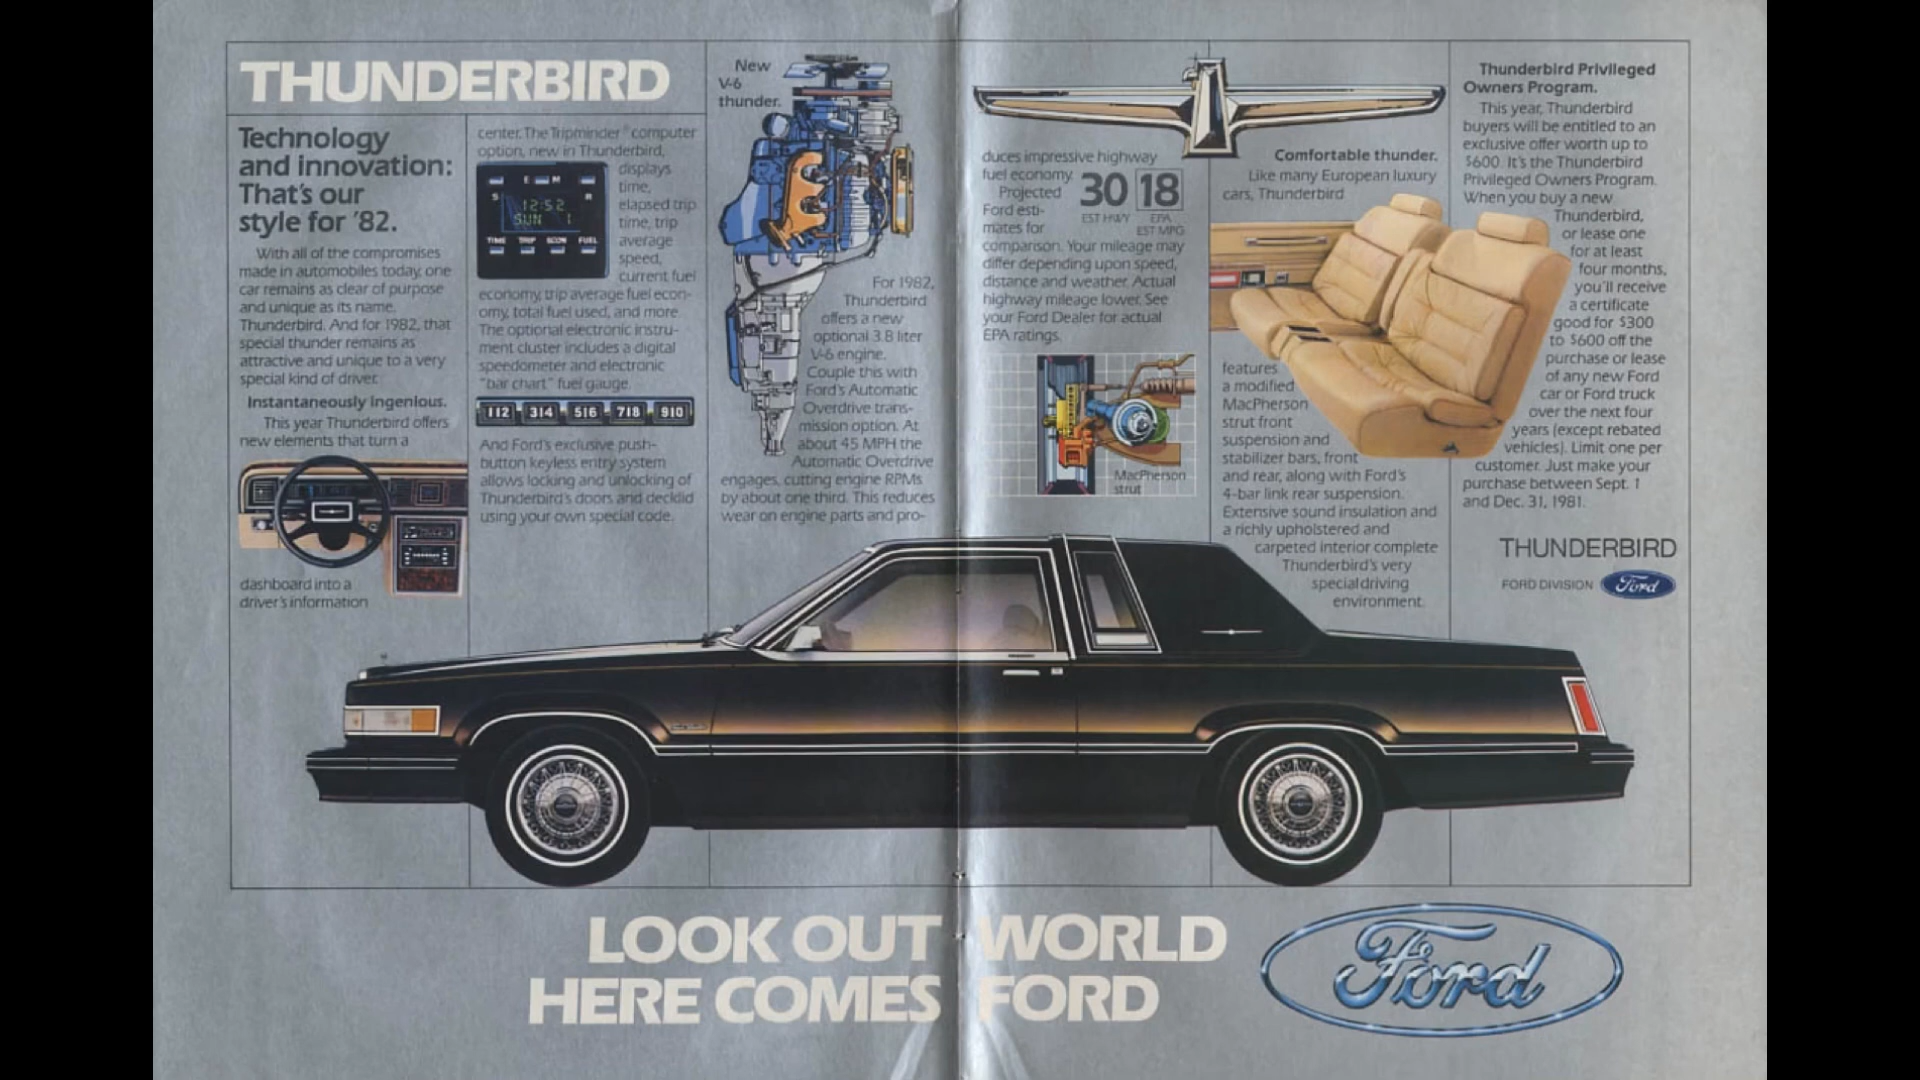 THUNDERBIRD
Technology
and innovation:
That's our
style for '82.
With all of the compromises
made in automobiles today, one
car remains as clear of purpose
and unique as its name.
Thunderbird. And for 1982, that
special thunder remains as
attractive and unique to a very
special kind of driver.
Instantaneously ingenious.
This year Thunderbird offers
new elements that turn a
dashboard into a
driver's information
center. The Tripminder® computer
option, new in Thunderbird,
E M
S R
12:52
SUN 1
TIME TRIP ECON FUEL
displays
time,
elapsed trip
time, trip
average
speed,
current fuel
economy, trip average fuel econ-
omy, total fuel used, and more.
The optional electronic instru-
ment cluster includes a digital
speedometer and electronic
"bar chart" fuel gauge.
112 314 516 718 910
And Ford's exclusive push-
button keyless entry system
allows locking and unlocking of
Thunderbird's doors and decklid
using your own special code.
New
V-6
thunder.
For 1982,
Thunderbird
offers a new
optional 3.8 liter
V-6 engine.
Couple this with
Ford's Automatic
Overdrive trans-
mission option. At
about 45 MPH the
Automatic Overdrive
engages, cutting engine RPMs
by about one third. This reduces
wear on engine parts and pro-
duces impressive highway
fuel economy.
Projected
Ford esti-
mates for
30 18
EST HWY EPA
EST MPG
comparison. Your mileage may
differ depending upon speed,
distance and weather. Actual
highway mileage lower. See
your Ford Dealer for actual
EPA ratings.
MacPherson
strut
Comfortable thunder.
Like many European luxury
cars, Thunderbird
features
a modified
MacPherson
strut front
suspension and
stabilizer bars, front
and rear, along with Ford's
4-bar link rear suspension.
Extensive sound insulation and
a richly upholstered and
carpeted interior complete
Thunderbird's very
special driving
environment.
Thunderbird Privileged
Owners Program.
This year, Thunderbird
buyers will be entitled to an
exclusive offer worth up to
$600. It's the Thunderbird
Privileged Owners Program.
When you buy a new
Thunderbird,
or lease one
for at least
four months,
you'll receive
a certificate
good for $300
to $600 off the
purchase or lease
of any new Ford
car or Ford truck
over the next four
years (except rebated
vehicles). Limit one per
customer. Just make your
purchase between Sept. 1
and Dec. 31, 1981.
THUNDERBIRD
FORD DIVISION Ford
LOOK OUT WORLD
HERE COMES FORD
Ford